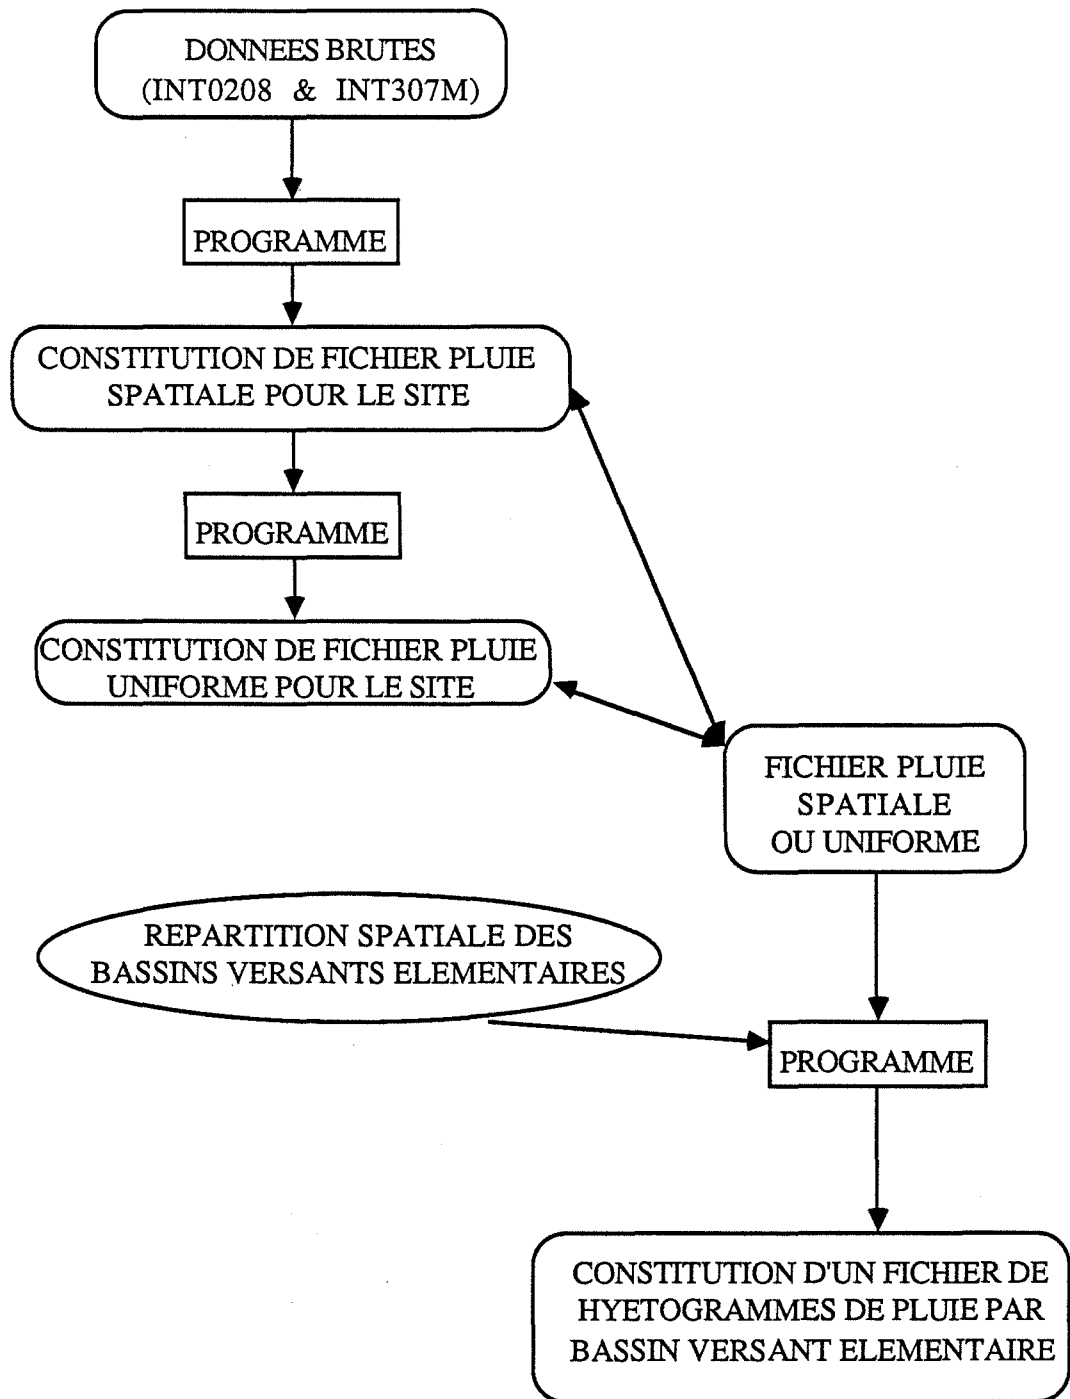 DONNEES BRUTES
(INT0208 & INT307M)
PROGRAMME
CONSTITUTION DE FICHIER PLUIE
SPATIALE POUR LE SITE
PROGRAMME
CONSTITUTION DE FICHIER PLUIE
UNIFORME POUR LE SITE
FICHIER PLUIE
SPATIALE
OU UNIFORME
REPARTITION SPATIALE DES
BASSINS VERSANTS ELEMENTAIRES
PROGRAMME
CONSTITUTION D'UN FICHIER DE
HYETOGRAMMES DE PLUIE PAR
BASSIN VERSANT ELEMENTAIRE